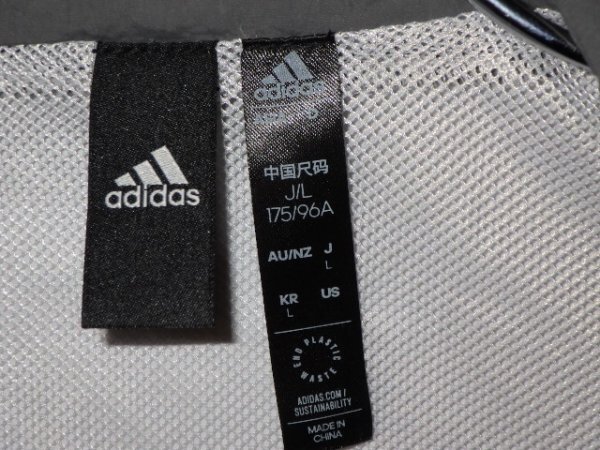 adidas
adidas
中国尺码
J/L
175/96A
AU/NZ J
L
KR US
L
END PLASTIC WASTE
ADIDAS.COM/
SUSTAINABILITY
MADE IN
CHINA